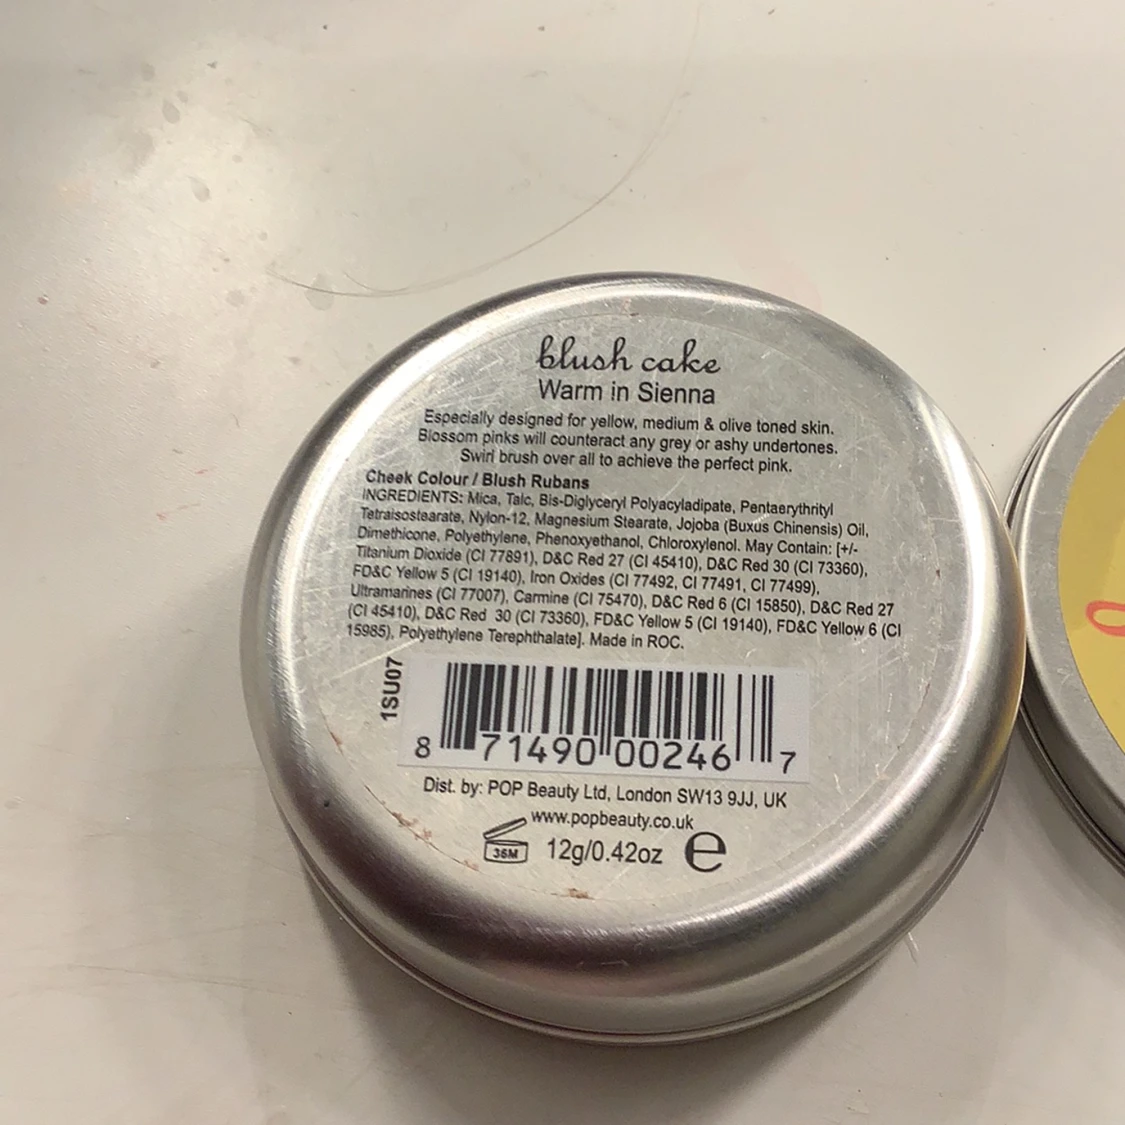 blush cake
Warm in Sienna
Especially designed for yellow, medium & olive toned skin.
Blossom pinks will counteract any grey or ashy undertones.
Swirl brush over all to achieve the perfect pink.
Cheek Colour / Blush Rubans
INGREDIENTS: Mica, Talc, Bis-Diglyceryl Polyacyladipate, Pentaerythrityl
Tetraisostearate, Nylon-12, Magnesium Stearate, Jojoba (Buxus Chinensis) Oil,
Dimethicone, Polyethylene, Phenoxyethanol, Chloroxylenol. May Contain: [+/-
Titanium Dioxide (CI 77891), D&C Red 27 (CI 45410), D&C Red 30 (CI 73360),
FD&C Yellow 5 (CI 19140), Iron Oxides (CI 77492, CI 77491, CI 77499),
Ultramarines (CI 77007), Carmine (CI 75470), D&C Red 6 (CI 15850), D&C Red 27
(CI 45410), D&C Red 30 (CI 73360), FD&C Yellow 5 (CI 19140), FD&C Yellow 6 (CI
15985), Polyethylene Terephthalate]. Made in ROC.
1SU07
8 71490 00246 7
Dist. by: POP Beauty Ltd, London SW13 9JJ, UK
www.popbeauty.co.uk
36M 12g/0.42oz e